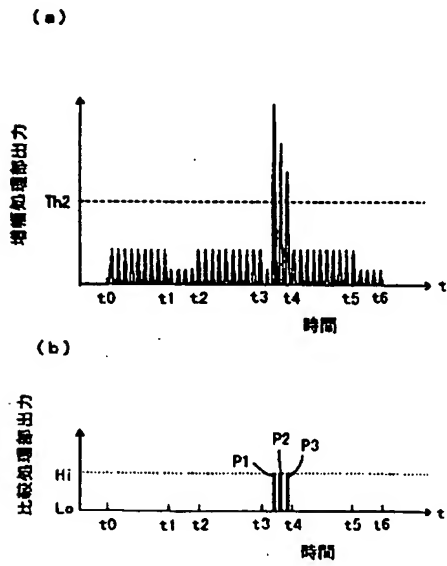 (a)
増幅処理部出力
Th2
t0 t1 t2 t3 t4 t5 t6 t
時間
(b)
比較処理部出力
P1 P2 P3
Hi
Lo
t0 t1 t2 t3 t4 t5 t6 t
時間